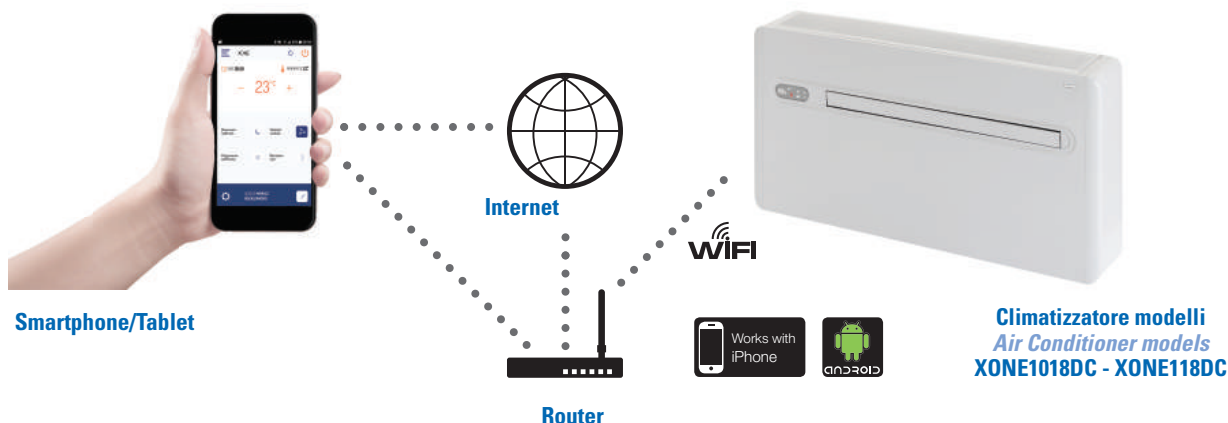 23°C
Internet
WIFI
Smartphone/Tablet
Works with
iPhone
ANDROID
Climatizzatore modelli
Air Conditioner models
XONE1018DC - XONE118DC
Router